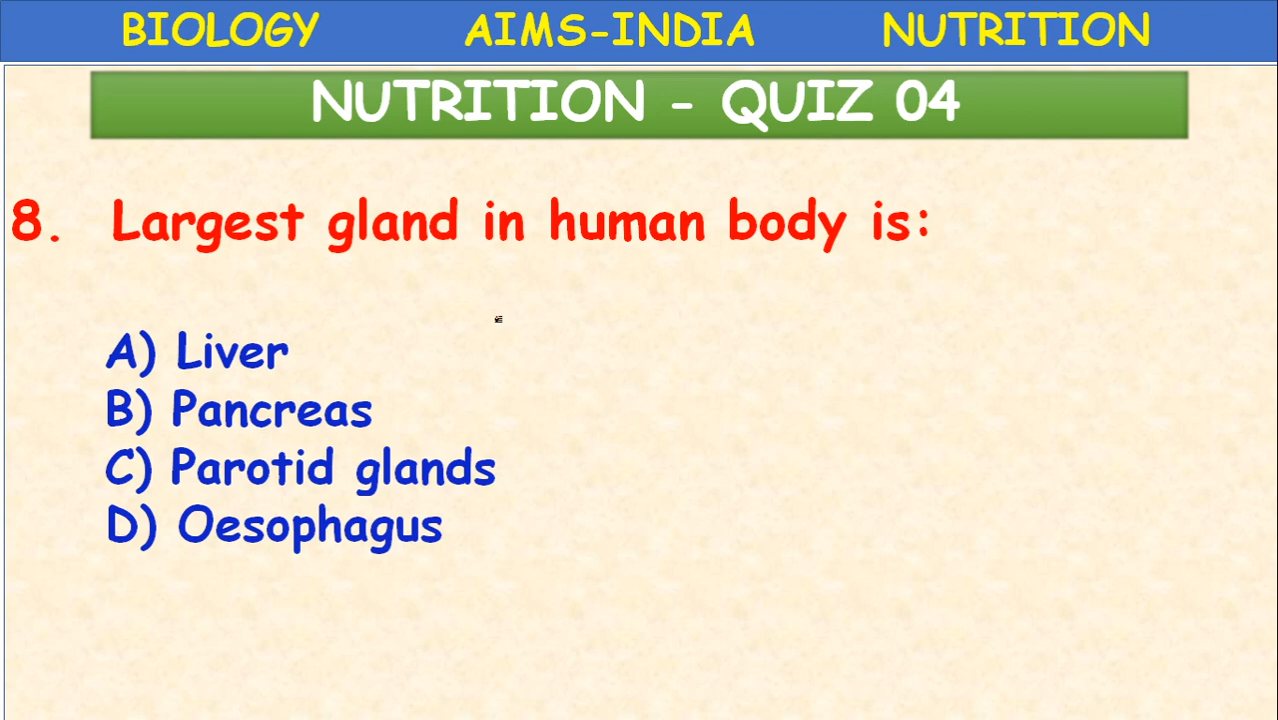 BIOLOGY AIMS-INDIA NUTRITION
NUTRITION - QUIZ 04
8. Largest gland in human body is:
A) Liver
B) Pancreas
C) Parotid glands
D) Oesophagus